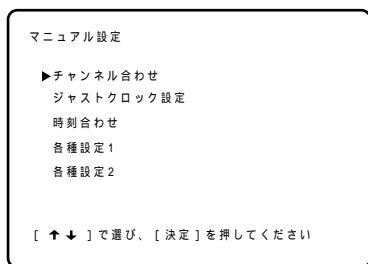 マニュアル設定
▶チャンネル合わせ
ジャストクロック設定
時刻合わせ
各種設定1
各種設定2
[ ↑↓ ]で選び、[決定]を押してください